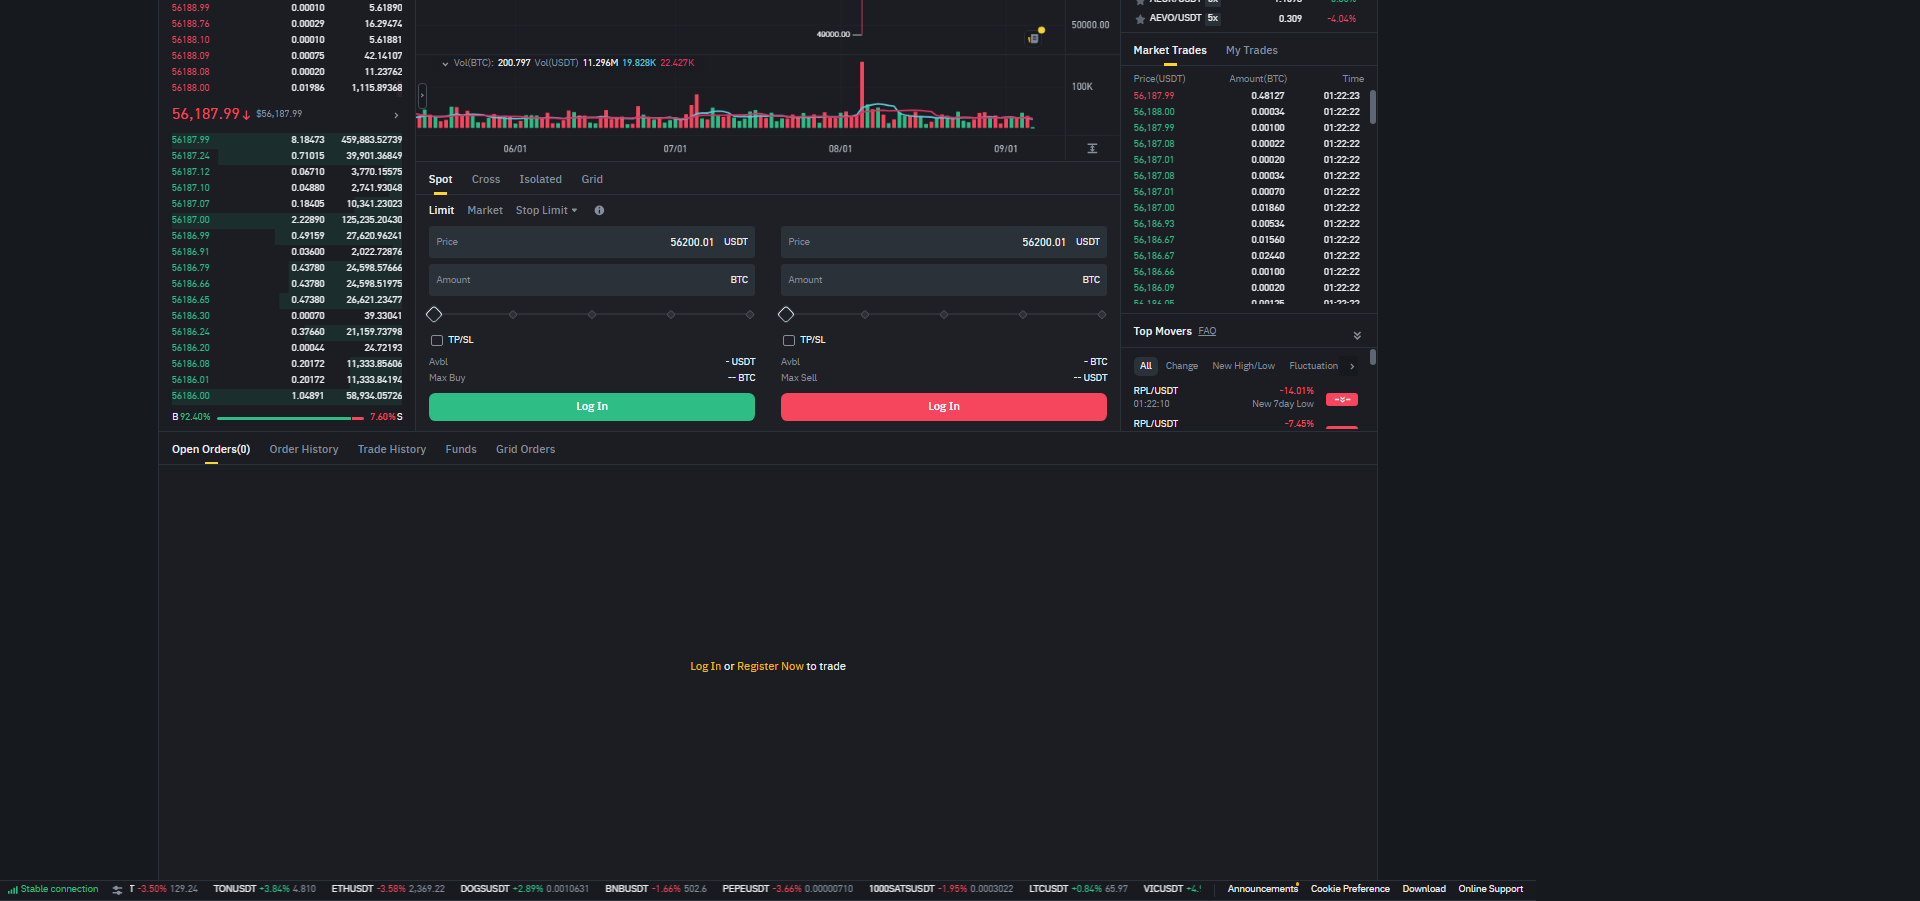 56188.99 0.00010 5.61890
56188.76 0.00029 16.29474
56188.10 0.00010 5.61881
56188.09 0.00075 42.14107
56188.08 0.00020 11.23762
56188.00 0.01986 1,115.89368
56,187.99↓ $56,187.99
56187.99 8.18473 459,883.52739
56187.24 0.71015 39,901.36849
56187.12 0.06710 3,770.15575
56187.10 0.04880 2,741.93048
56187.07 0.18405 10,341.23023
56187.00 2.22890 125,235.20430
56186.99 0.49159 27,620.96241
56186.91 0.03600 2,022.72876
56186.79 0.43780 24,598.57666
56186.66 0.43780 24,598.51975
56186.65 0.47380 26,621.23477
56186.30 0.00070 39.33041
56186.24 0.37660 21,159.73798
56186.20 0.00044 24.72193
56186.08 0.20172 11,333.85606
56186.01 0.20172 11,333.84194
56186.00 1.04891 58,934.05726
B 92.40% 7.60% S
50000.00
49000.00
Vol(BTC): 200.797 Vol(USDT) 11.296M 19.828K 22.427K
100K
06/01 07/01 08/01 09/01
Spot Cross Isolated Grid
Limit Market Stop Limit
Price 56200.01 USDT
Amount BTC
TP/SL
Avbl - USDT
Max Buy -- BTC
Log In
Price 56200.01 USDT
Amount BTC
TP/SL
Avbl - BTC
Max Sell -- USDT
Log In
AEVO/USDT 5x 0.309 -4.04%
Market Trades My Trades
Price(USDT) Amount(BTC) Time
56,187.99 0.48127 01:22:23
56,188.00 0.00034 01:22:22
56,187.99 0.00100 01:22:22
56,187.08 0.00022 01:22:22
56,187.01 0.00020 01:22:22
56,187.08 0.00034 01:22:22
56,187.01 0.00070 01:22:22
56,187.00 0.01860 01:22:22
56,186.93 0.00534 01:22:22
56,186.67 0.01560 01:22:22
56,186.67 0.02440 01:22:22
56,186.66 0.00100 01:22:22
56,186.09 0.00020 01:22:22
56,186.05 0.00125 01:22:22
Top Movers FAQ
All Change New High/Low Fluctuation
RPL/USDT -14.01%
01:22:10 New 7day Low
RPL/USDT -7.45%
Open Orders(0) Order History Trade History Funds Grid Orders
Log In or Register Now to trade
Stable connection T -3.50% 129.24 TONUSDT +3.84% 4.810 ETHUSDT -3.58% 2,369.22 DOGSUSDT +2.89% 0.0010631 BNBUSDT -1.66% 502.6 PEPEUSDT -3.66% 0.00000710 1000SATSUSDT -1.95% 0.0003022 LTCUSDT +0.84% 65.97 VICUSDT +4. Announcements Cookie Preference Download Online Support